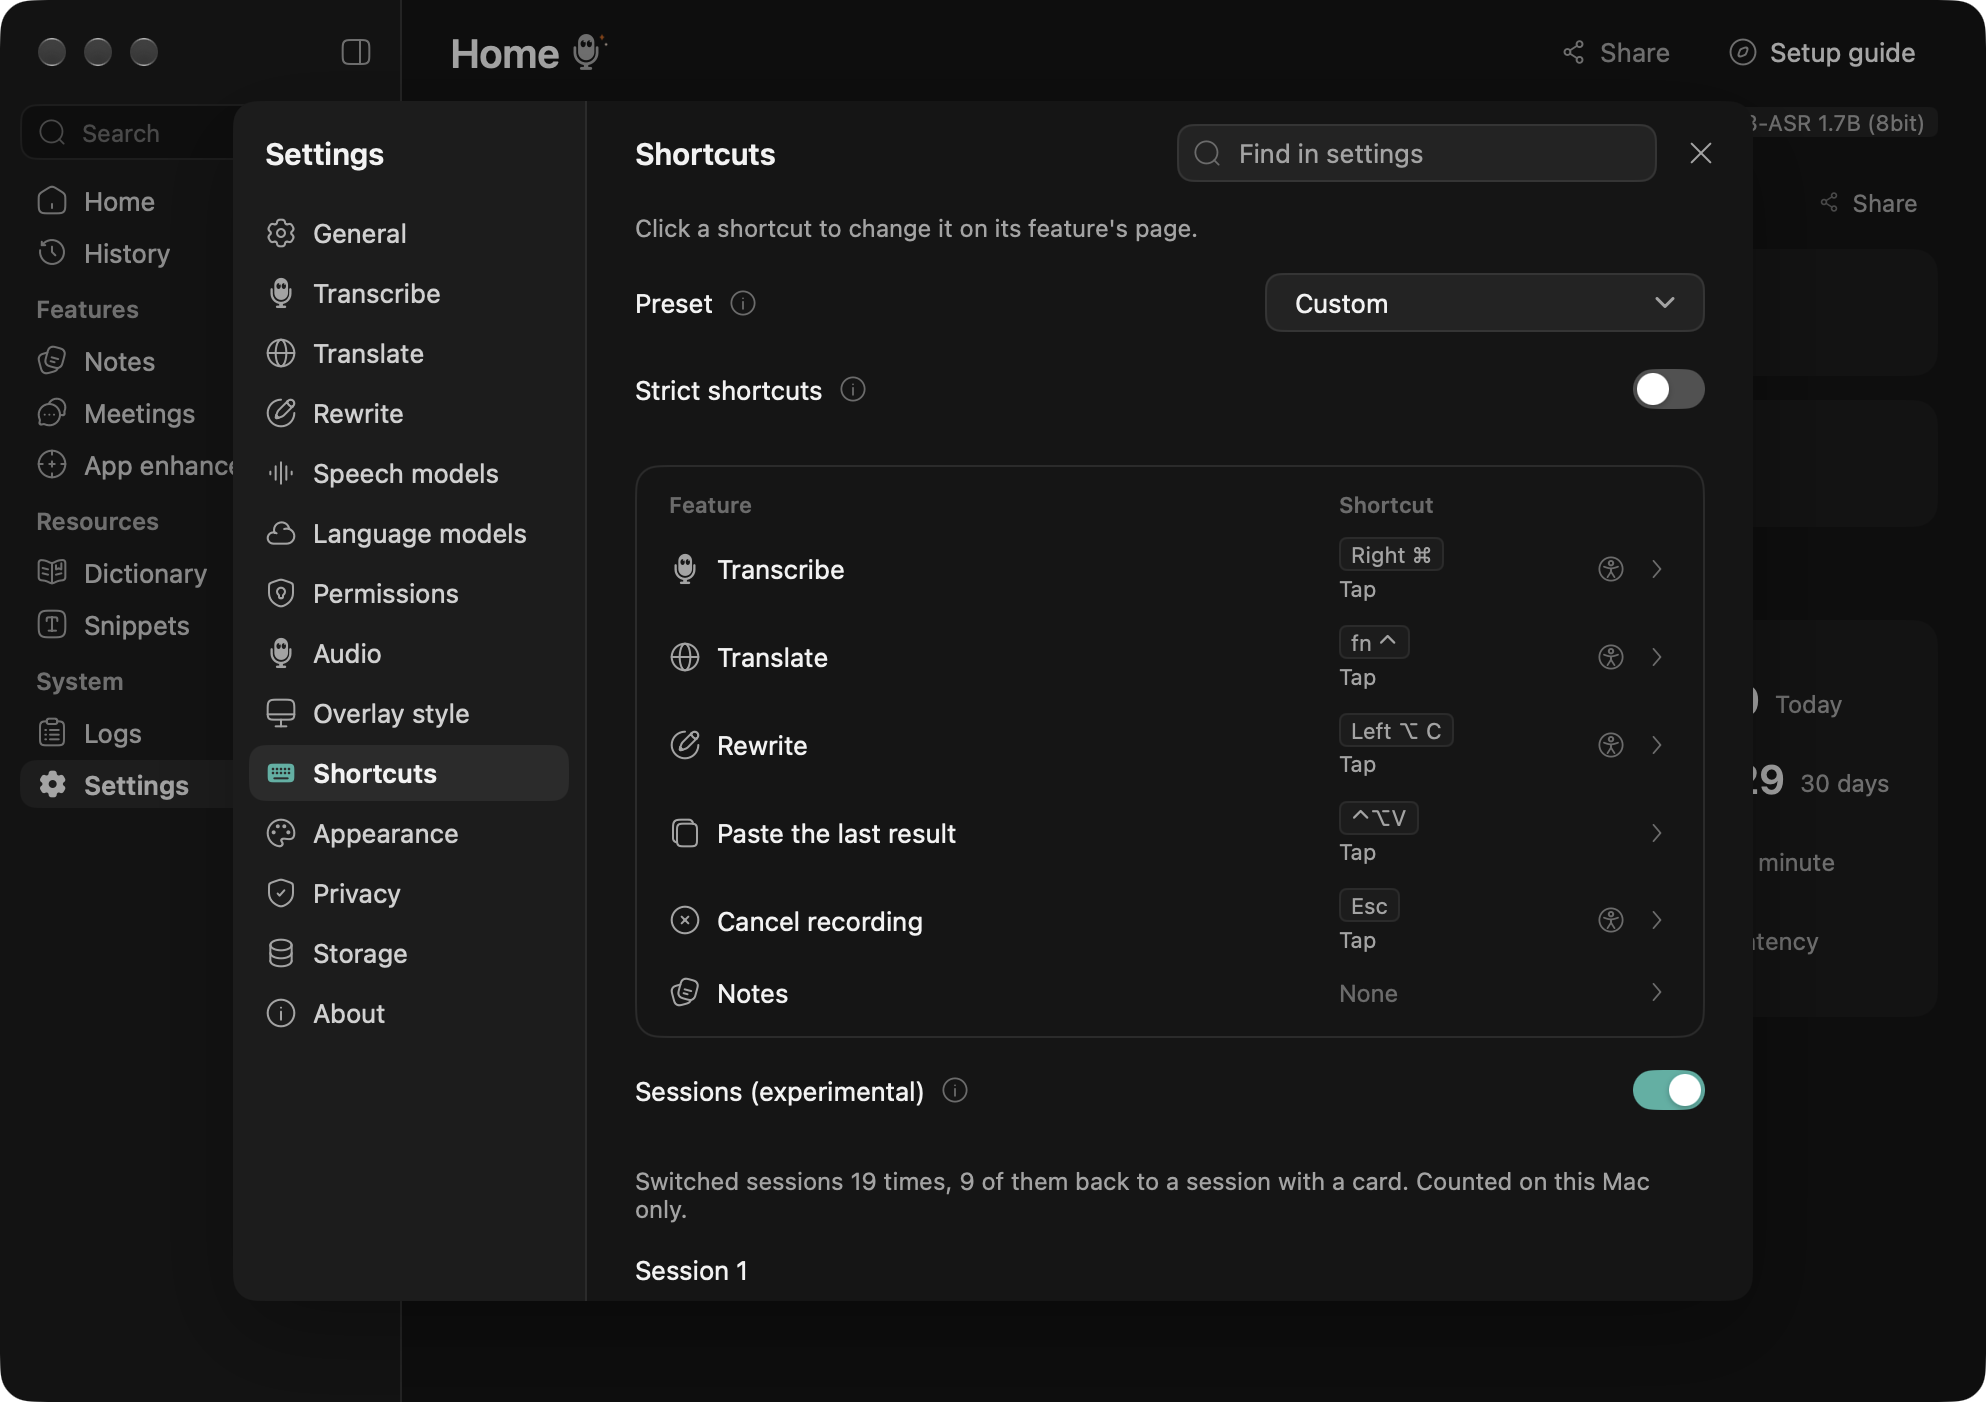 Home
Share
Setup guide
Search
Home
History
Features
Notes
Meetings
App enhance
Resources
Dictionary
Snippets
System
Logs
Settings
Settings
General
Transcribe
Translate
Rewrite
Speech models
Language models
Permissions
Audio
Overlay style
Shortcuts
Appearance
Privacy
Storage
About
Shortcuts
Find in settings
Click a shortcut to change it on its feature's page.
Preset
Custom
Strict shortcuts
Feature
Shortcut
Transcribe
Right ⌘
Tap
Translate
fn ^
Tap
Rewrite
Left ⌥ C
Tap
Paste the last result
^⌥V
Tap
Cancel recording
Esc
Tap
Notes
None
Sessions (experimental)
Switched sessions 19 times, 9 of them back to a session with a card. Counted on this Mac
only.
Session 1
-ASR 1.7B (8bit)
Share
Today
29 30 days
minute